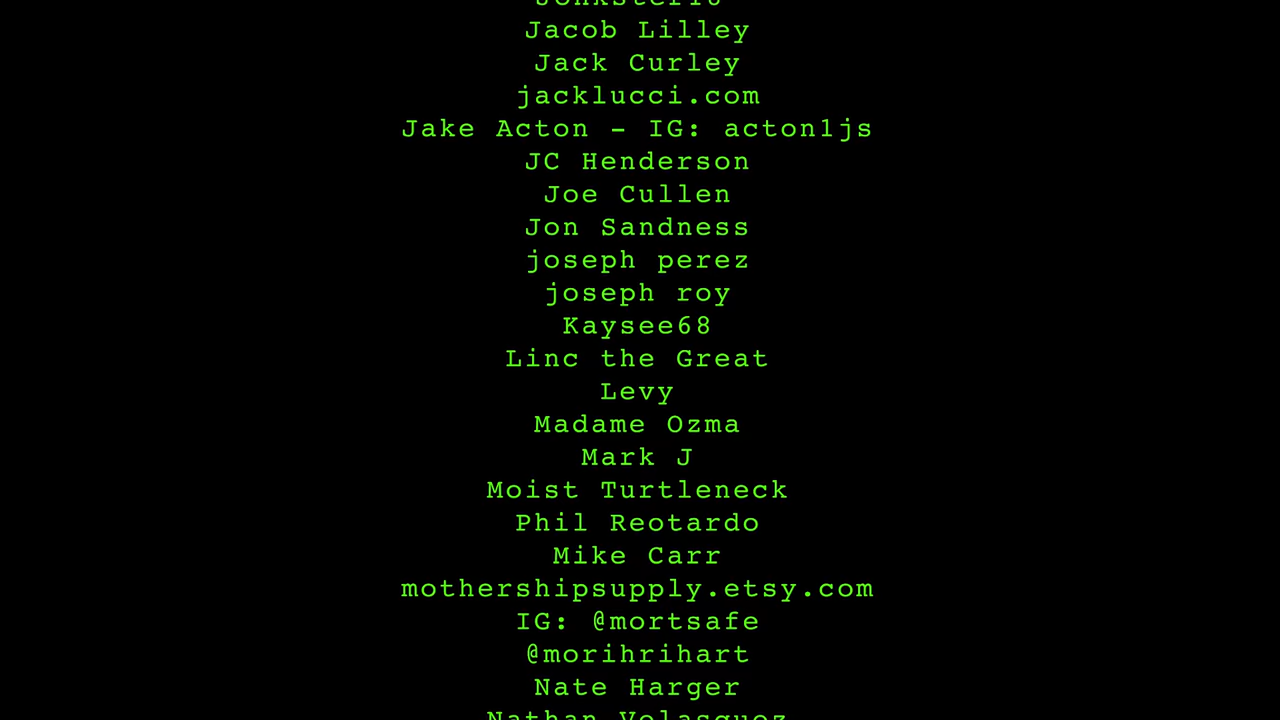 Jacob Lilley
Jack Curley
jacklucci.com
Jake Acton - IG: acton1js
JC Henderson
Joe Cullen
Jon Sandness
joseph perez
joseph roy
Kaysee68
Linc the Great
Levy
Madame Ozma
Mark J
Moist Turtleneck
Phil Reotardo
Mike Carr
mothershipsupply.etsy.com
IG: @mortsafe
@morihrihart
Nate Harger
Nathan Velasquez